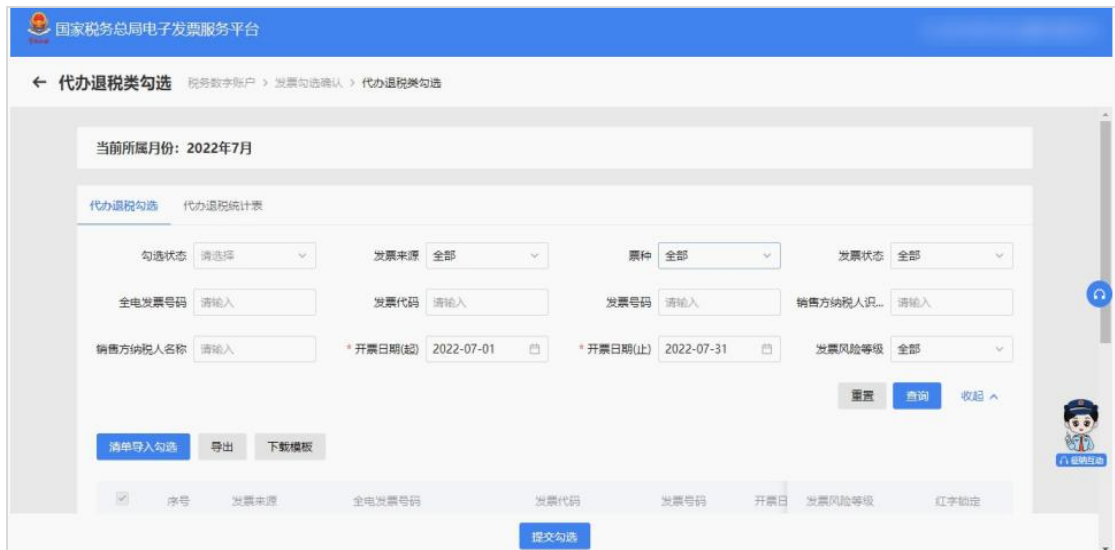 国家税务总局电子发票服务平台
← 代办退税类勾选 税务数字账户 > 发票勾选确认 > 代办退税类勾选
当前所属月份：2022年7月
代办退税勾选 代办退税统计表
勾选状态 请选择 发票来源 全部 票种 全部 发票状态 全部
全电发票号码 请输入 发票代码 请输入 发票号码 请输入 销售方纳税人识... 请输入
销售方纳税人名称 请输入 * 开票日期(起) 2022-07-01 * 开票日期(止) 2022-07-31 发票风险等级 全部
重置 查询 收起
清单导入勾选 导出 下载模板
征纳互动
序号 发票来源 全电发票号码 发票代码 发票号码 开票日 发票风险等级 红字锁定
提交勾选